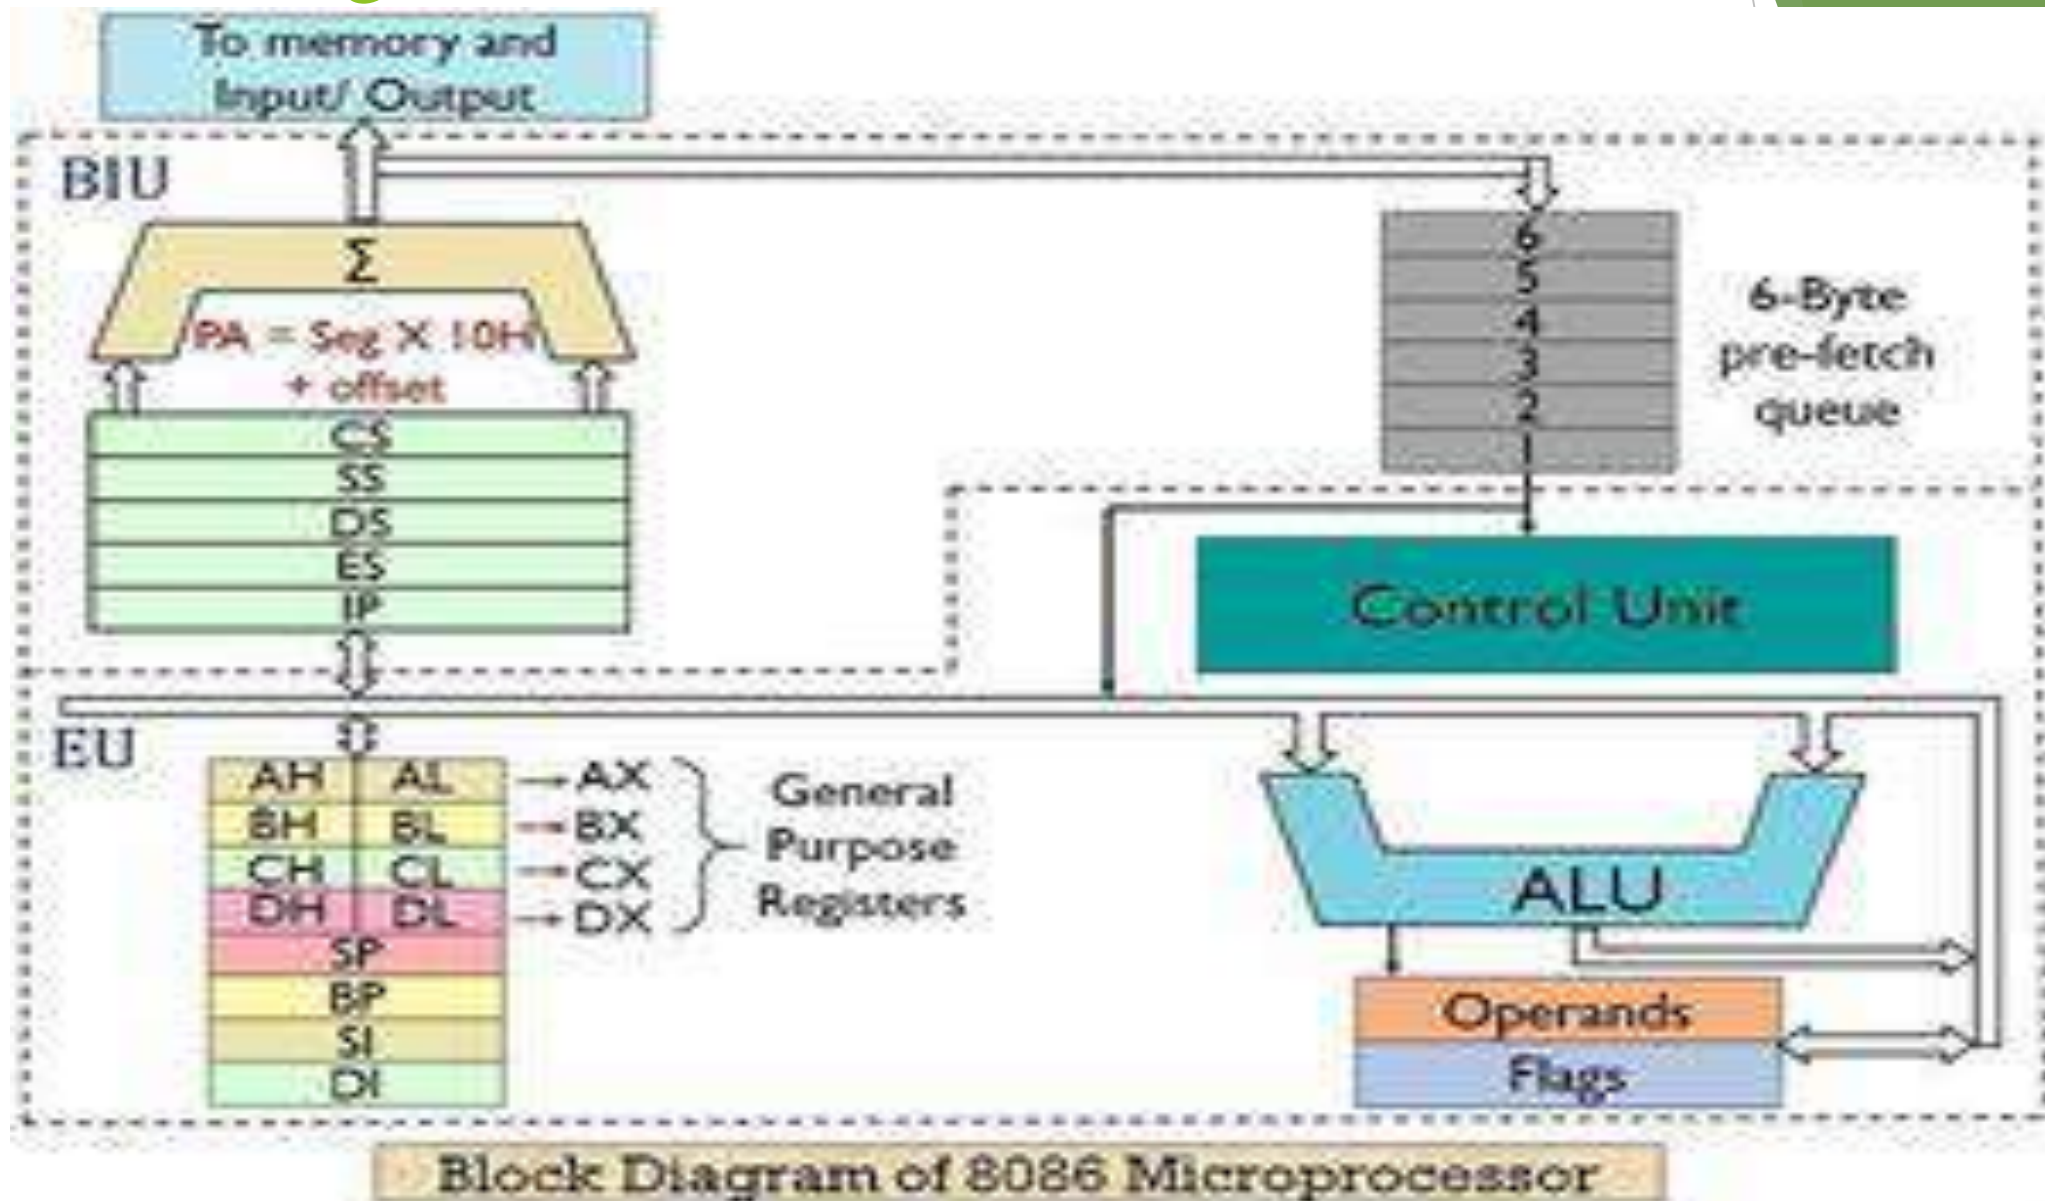 To memory and
Input/ Output
BIU
Σ
PA = Seg X 10H
+ offset
CS
SS
DS
ES
IP
6
5
4
3
2
1
6-Byte
pre-fetch
queue
Control Unit
EU
AH AL AX
BH BL BX
CH CL CX
DH DL DX
SP
BP
SI
DI
General
Purpose
Registers
ALU
Operands
Flags
Block Diagram of 8086 Microprocessor